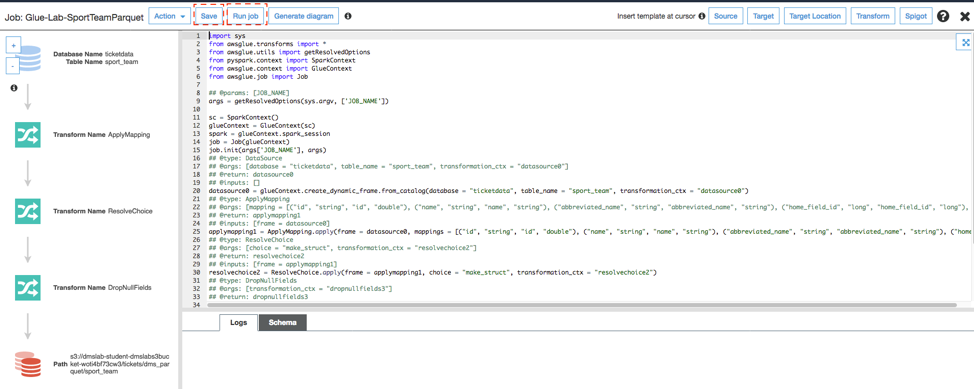 Job: Glue-Lab-SportTeamParquet
Action
Save
Run job
Generate diagram
Insert template at cursor
Source
Target
Target Location
Transform
Spigot
+
-
Database Name ticketdata
Table Name sport_team
Transform Name ApplyMapping
Transform Name ResolveChoice
Transform Name DropNullFields
Path s3://dmslab-student-dmslabs3buc
ket-woti4bf73cw3/tickets/dms_par
quet/sport_team
1 import sys
2 from awsglue.transforms import *
3 from awsglue.utils import getResolvedOptions
4 from pyspark.context import SparkContext
5 from awsglue.context import GlueContext
6 from awsglue.job import Job
7
8 ## @params: [JOB_NAME]
9 args = getResolvedOptions(sys.argv, ['JOB_NAME'])
10
11 sc = SparkContext()
12 glueContext = GlueContext(sc)
13 spark = glueContext.spark_session
14 job = Job(glueContext)
15 job.init(args['JOB_NAME'], args)
16 ## @type: DataSource
17 ## @args: [database = "ticketdata", table_name = "sport_team", transformation_ctx = "datasource0"]
18 ## @return: datasource0
19 ## @inputs: []
20 datasource0 = glueContext.create_dynamic_frame.from_catalog(database = "ticketdata", table_name = "sport_team", transformation_ctx = "datasource0")
21 ## @type: ApplyMapping
22 ## @args: [mapping = [("id", "string", "id", "double"), ("name", "string", "name", "string"), ("abbreviated_name", "string", "abbreviated_name", "string"), ("home_field_id", "long", "home_field_id", "long"),
23 ## @return: applymapping1
24 ## @inputs: [frame = datasource0]
25 applymapping1 = ApplyMapping.apply(frame = datasource0, mappings = [("id", "string", "id", "double"), ("name", "string", "name", "string"), ("abbreviated_name", "string", "abbreviated_name", "string"), ("home
26 ## @type: ResolveChoice
27 ## @args: [choice = "make_struct", transformation_ctx = "resolvechoice2"]
28 ## @return: resolvechoice2
29 ## @inputs: [frame = applymapping1]
30 resolvechoice2 = ResolveChoice.apply(frame = applymapping1, choice = "make_struct", transformation_ctx = "resolvechoice2")
31 ## @type: DropNullFields
32 ## @args: [transformation_ctx = "dropnullfields3"]
33 ## @return: dropnullfields3
34
Logs
Schema